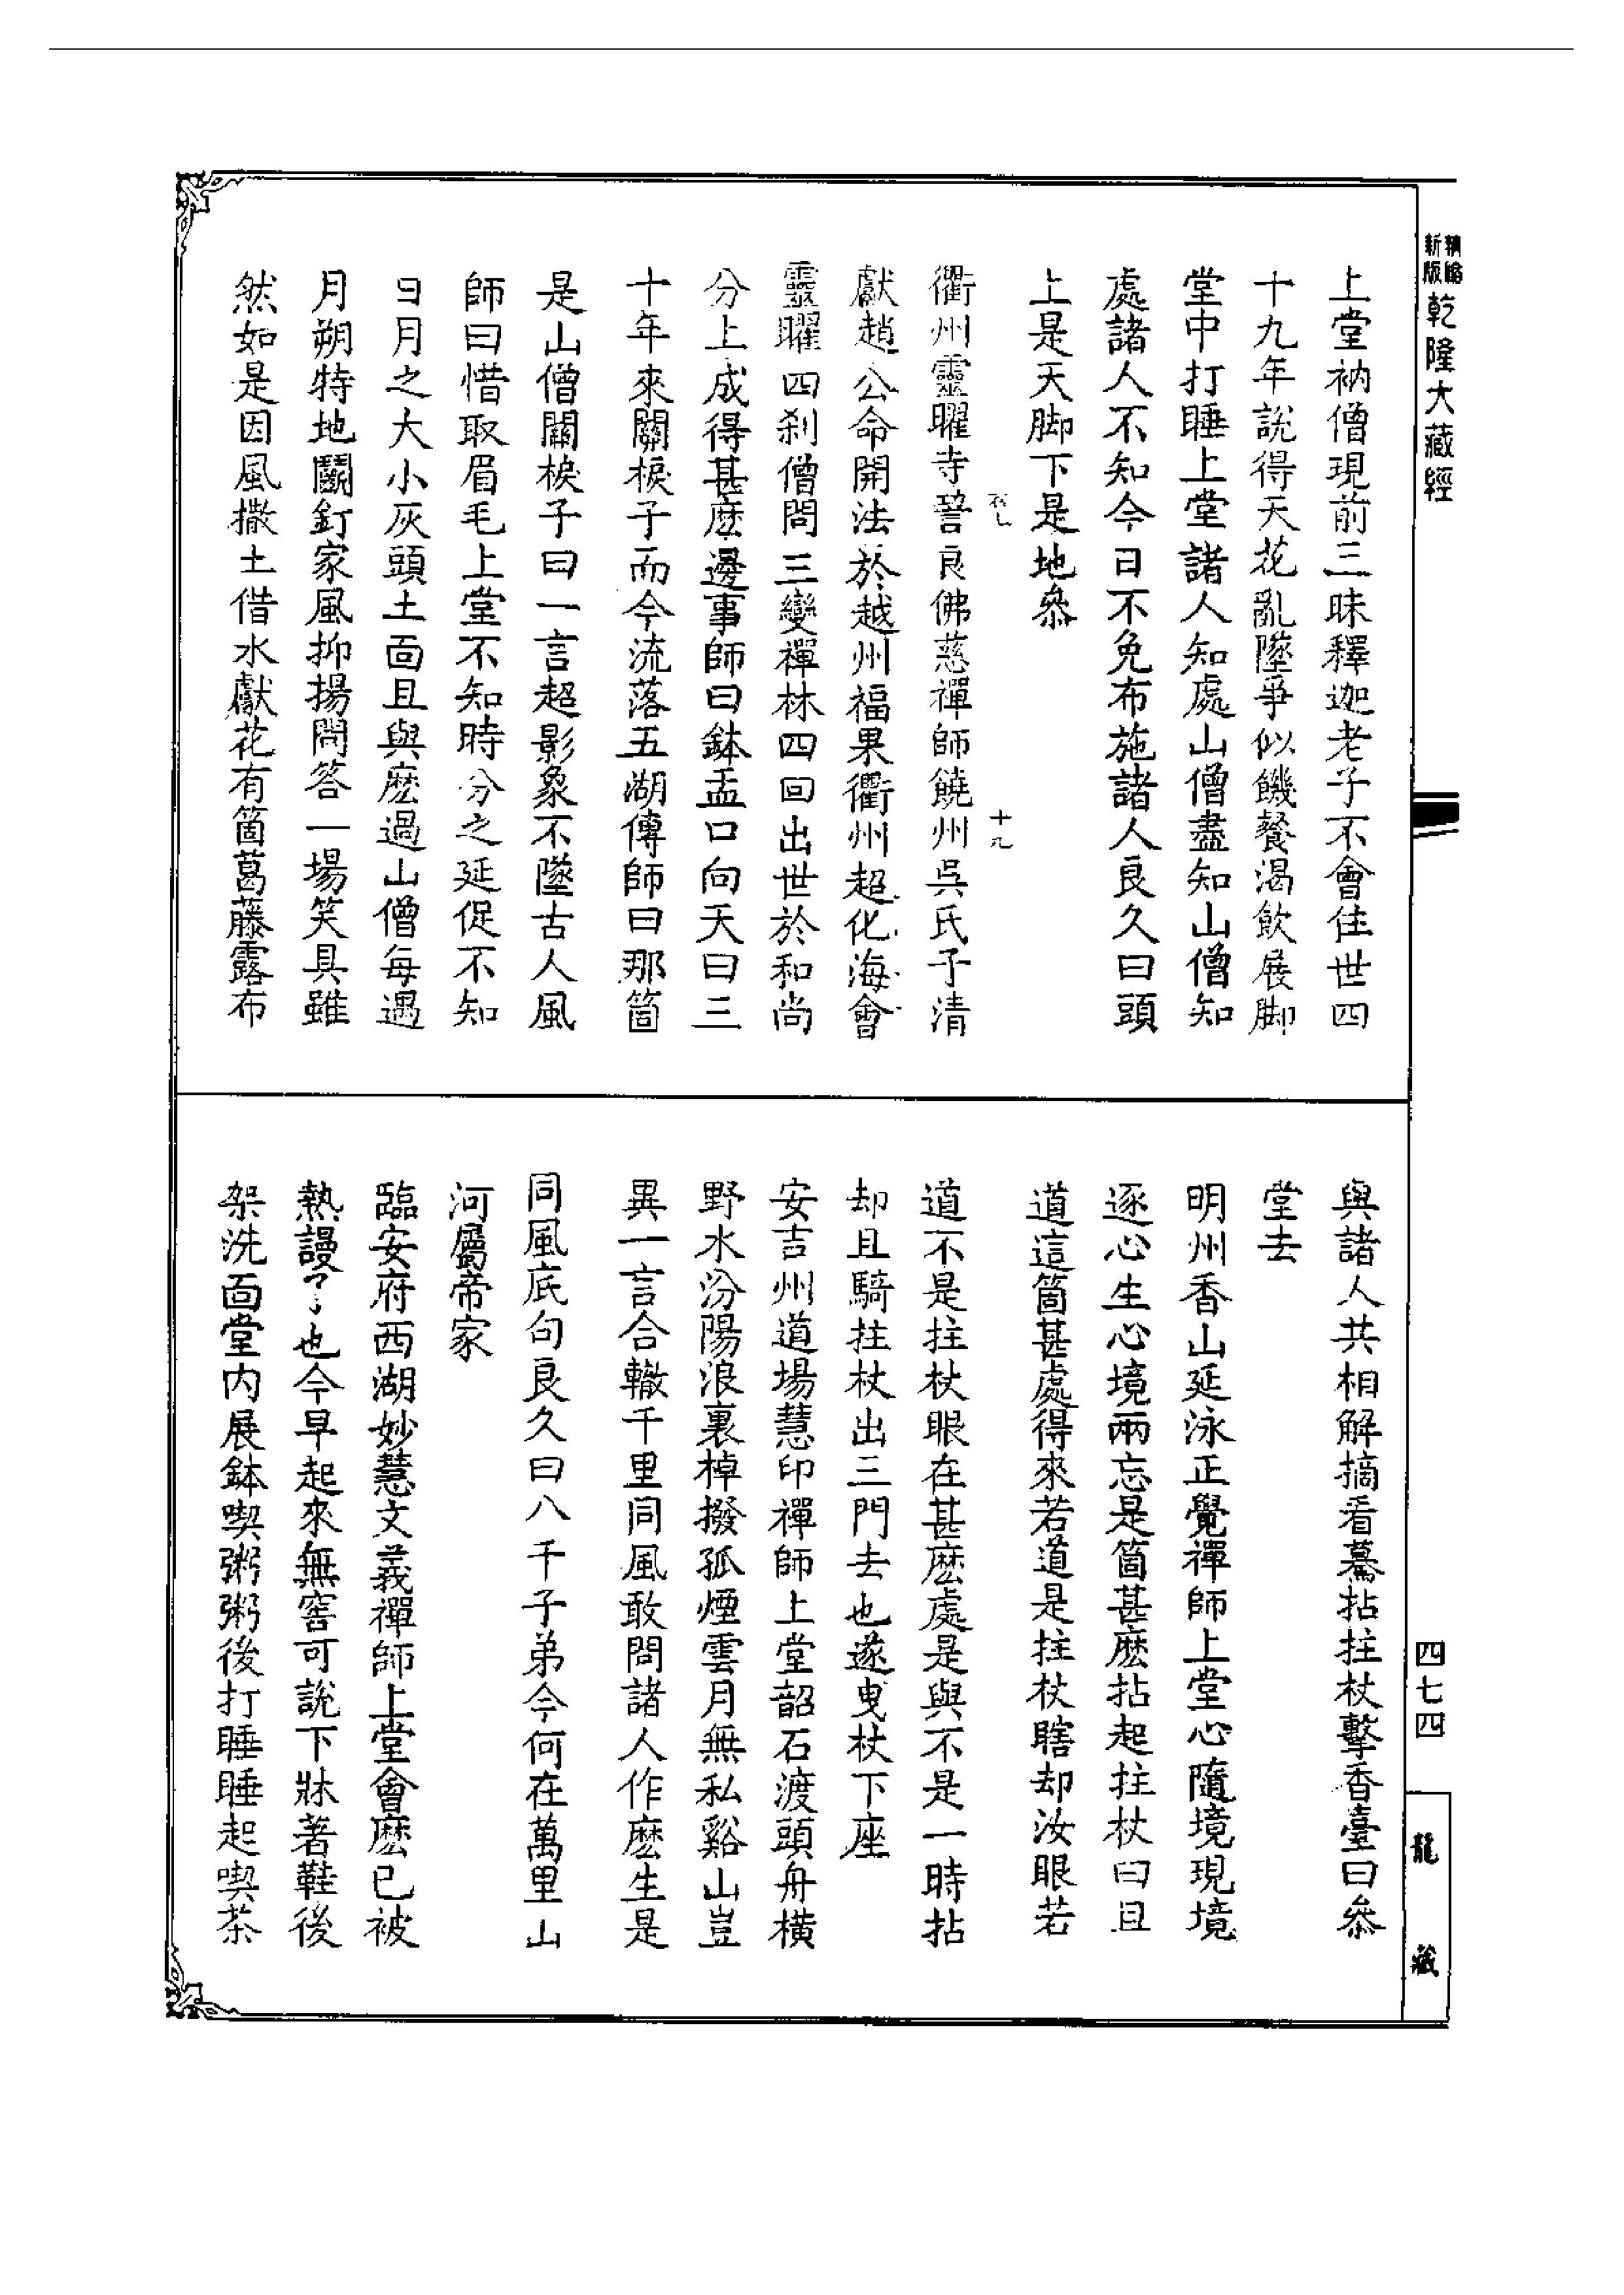 新版
精縮
乾隆大藏經
上堂衲僧現前三昧釋迦老子不會住世四
十九年說得天花亂墜爭似饑餐渴飲展脚
堂中打睡上堂諸人知處山僧盡知山僧知
處諸人不知今日不免布施諸人良久曰頭
上是天脚下是地叅
十九
衢州靈曜寺䛒良佛慈禪師饒州吳氏子清
獻趙公命開法於越州福果衢州超化海會
靈曜四刹僧問三變禪林四回出世於和尚
分上成得甚麽邊事師曰鉢盂口向天曰三
十年來關棙子而今流落五湖傳師曰那箇
是山僧關棙子曰一言超影象不墜古人風
師曰惜取眉毛上堂不知時分之延促不知
日月之大小灰頭土面且與麽過山僧每遇
月朔特地鬭釘家風抑揚問答一場笑具雖
然如是因風撒土借水獻花有箇葛藤露布
與諸人共相解摘看驀拈拄杖擊香臺曰叅
堂去
明州香山延泳正覺禪師上堂心隨境現境
逐心生心境兩忘是箇甚麽拈起拄杖曰且
道這箇甚處得來若道是拄杖瞎却汝眼若
道不是拄杖眼在甚麽處是與不是一時拈
却且騎拄杖出三門去也遂曳杖下座
安吉州道場慧印禪師上堂韶石渡頭舟橫
野水汾陽浪裏棹撥孤煙雲月無私谿山豈
異一言合轍千里同風敢問諸人作麽生是
同風底句良久曰八千子弟今何在萬里山
河屬帝家
臨安府西湖妙慧文義禪師上堂會麽已被
熱謾了也今早起來無窖可說下牀著鞋後
架洗面堂內展鉢喫粥粥後打睡睡起喫茶
四七四
龍藏